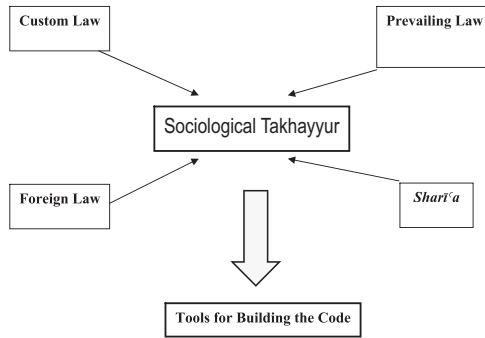 Custom Law
Prevailing Law
Sociological Takhayyur
Foreign Law
Sharīʿa
Tools for Building the Code